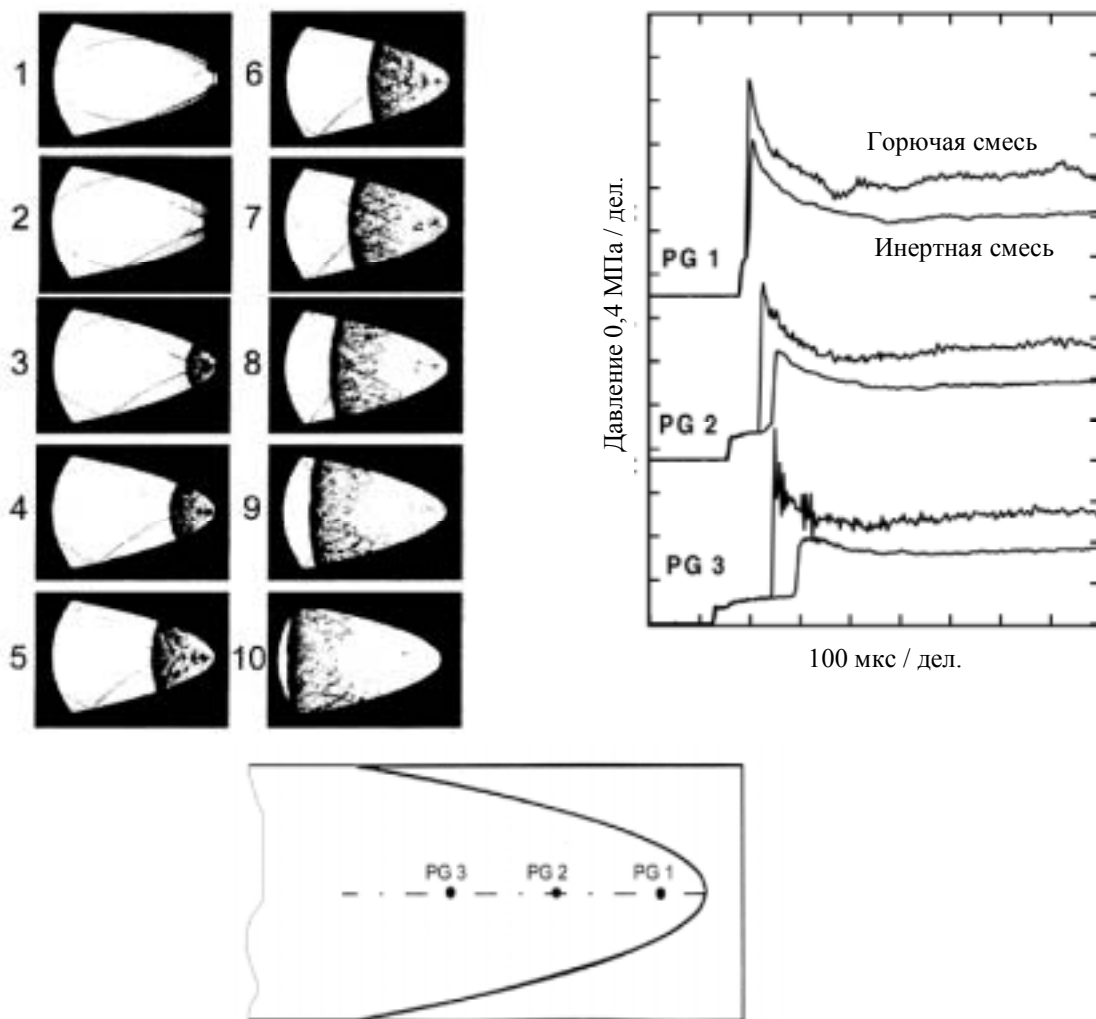 1
6
2
7
3
8
4
9
5
10
Давление 0,4 МПа / дел.
Горючая смесь
Инертная смесь
PG 1
PG 2
PG 3
100 мкс / дел.
PG 3
PG 2
PG 1